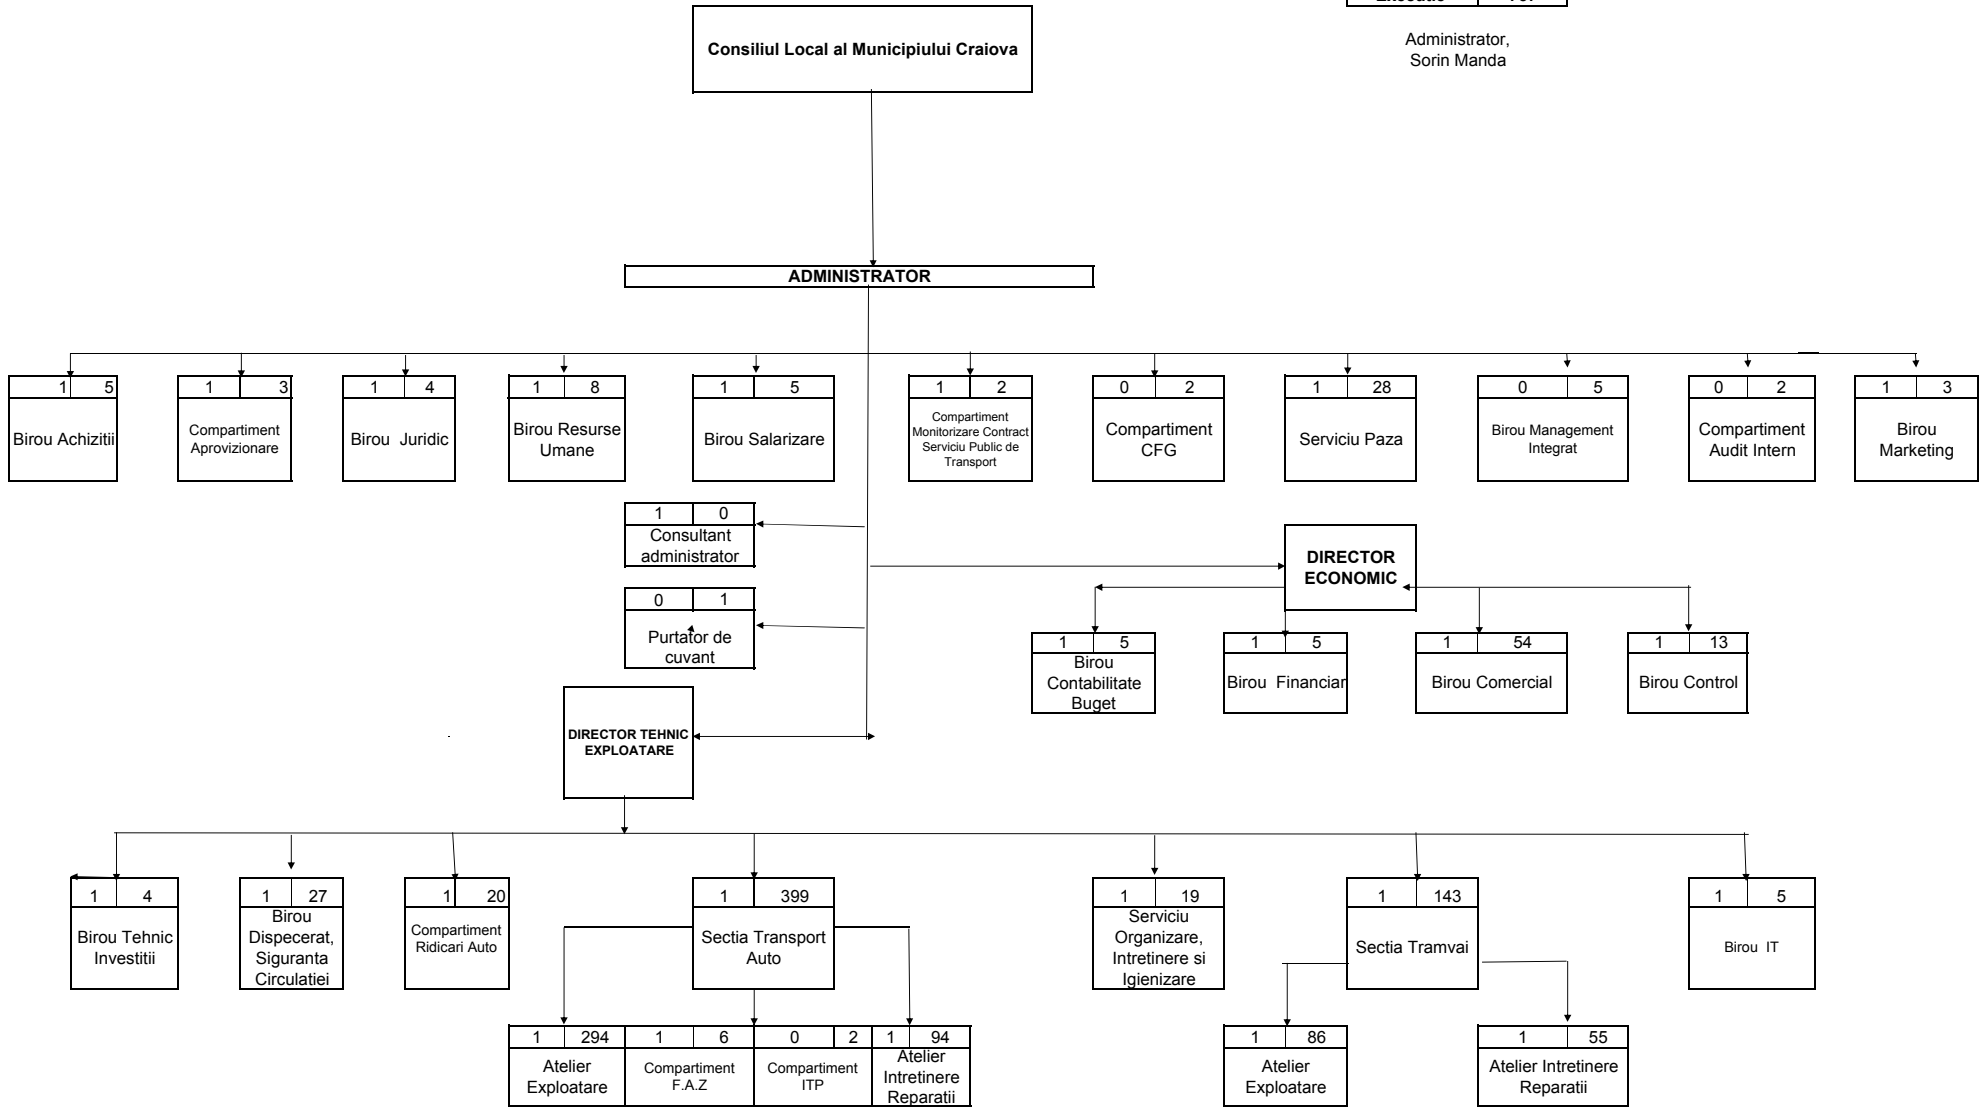 Consiliul Local al Municipiului Craiova
Administrator,
Sorin Manda
ADMINISTRATOR
1 5
Birou Achizitii
1 3
Compartiment
Aprovizionare
1 4
Birou Juridic
1 8
Birou Resurse
Umane
1 5
Birou Salarizare
1 2
Compartiment
Monitorizare Contract
Serviciu Public de
Transport
0 2
Compartiment
CFG
1 28
Serviciu Paza
0 5
Birou Management
Integrat
0 2
Compartiment
Audit Intern
1 3
Birou
Marketing
1 0
Consultant
administrator
0 1
Purtator de
cuvant
DIRECTOR
ECONOMIC
1 5
Birou
Contabilitate
Buget
1 5
Birou Financiar
1 54
Birou Comercial
1 13
Birou Control
DIRECTOR TEHNIC
EXPLOATARE
1 4
Birou Tehnic
Investitii
1 27
Birou
Dispecerat,
Siguranta
Circulatiei
1 20
Compartiment
Ridicari Auto
1 399
Sectia Transport
Auto
1 19
Serviciu
Organizare,
Intretinere si
Igienizare
1 143
Sectia Tramvai
1 5
Birou IT
1 294
Atelier
Exploatare
1 6
Compartiment
F.A.Z
0 2
Compartiment
ITP
1 94
Atelier
Intretinere
Reparatii
1 86
Atelier
Exploatare
1 55
Atelier Intretinere
Reparatii